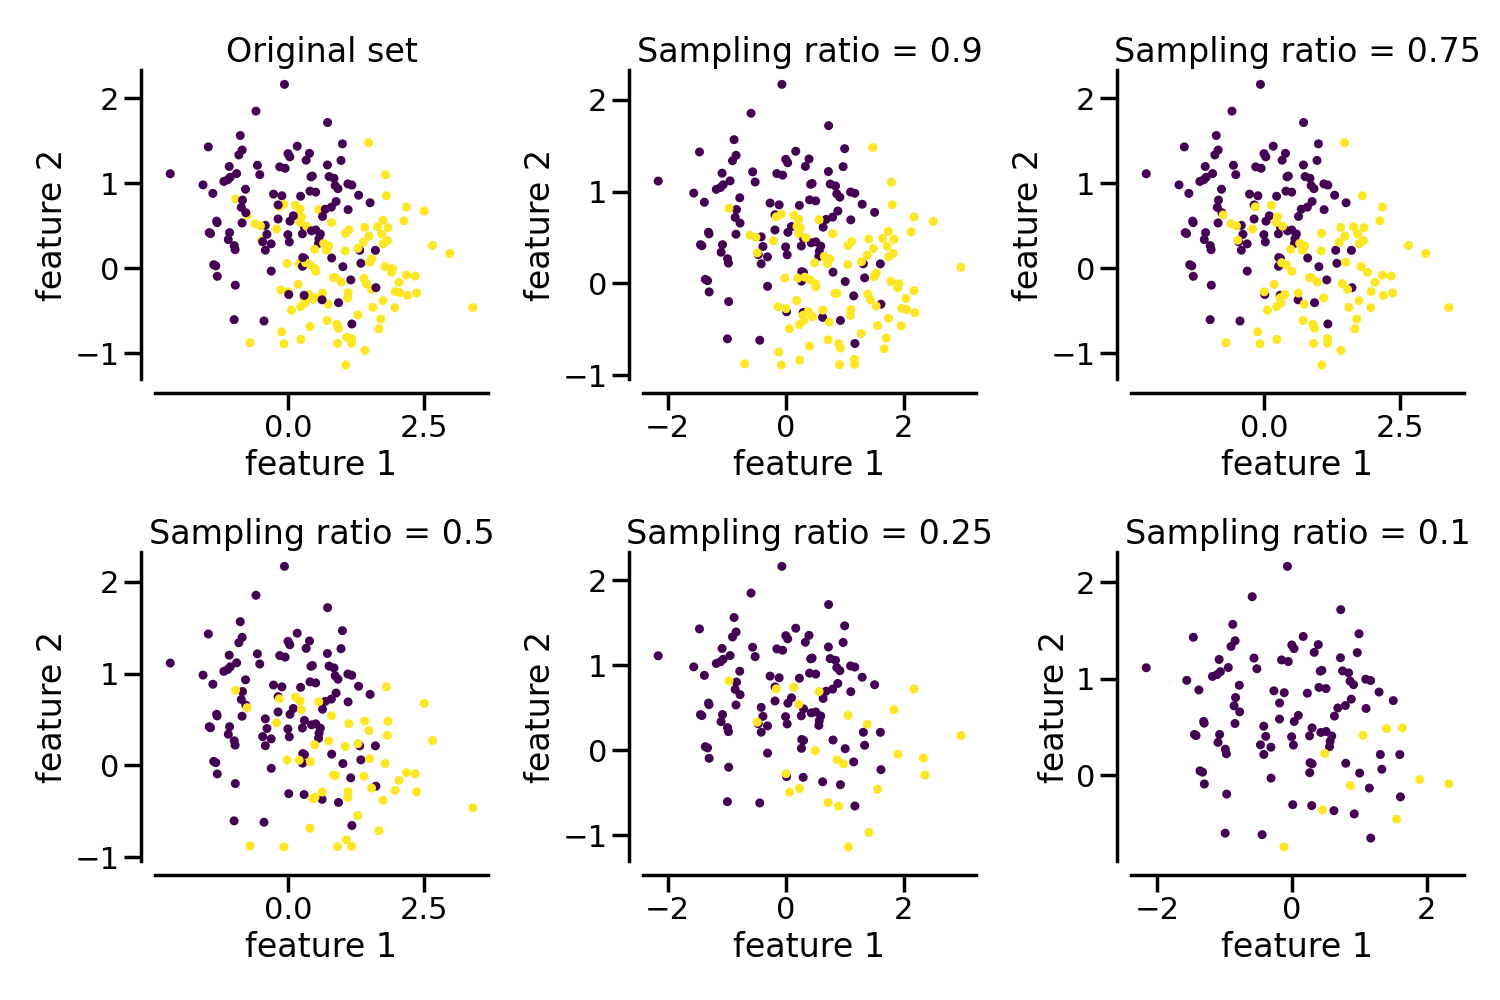 Original set
Sampling ratio = 0.9
Sampling ratio = 0.75
feature 2
2
1
0
−1
0.0 2.5
feature 1
feature 2
2
1
0
−1
−2 0 2
feature 1
feature 2
2
1
0
−1
0.0 2.5
feature 1
Sampling ratio = 0.5
Sampling ratio = 0.25
Sampling ratio = 0.1
feature 2
2
1
0
−1
0.0 2.5
feature 1
feature 2
2
1
0
−1
−2 0 2
feature 1
feature 2
2
1
0
−2 0 2
feature 1